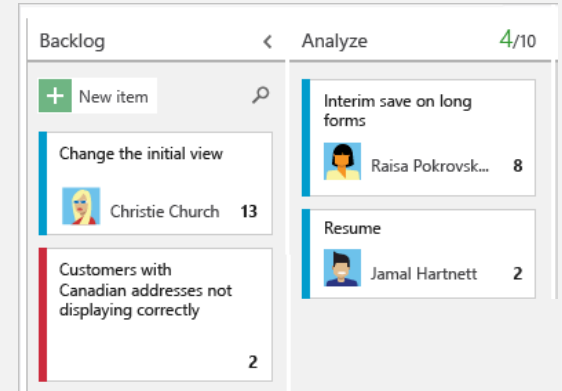 Backlog
New item
Change the initial view
Christie Church 13
Customers with
Canadian addresses not
displaying correctly
2
Analyze 4/10
Interim save on long
forms
Raisa Pokrovsk... 8
Resume
Jamal Hartnett 2